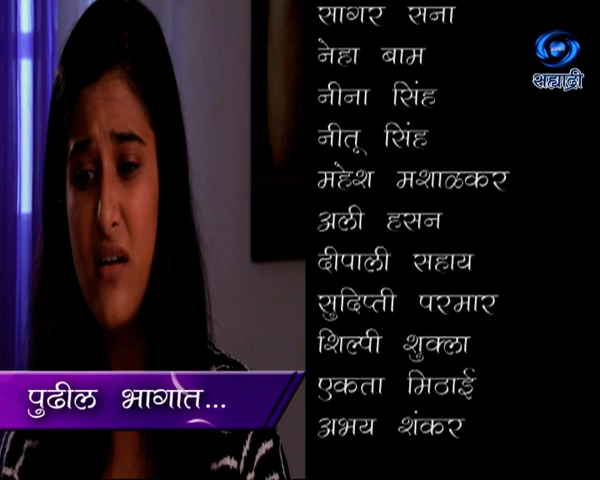 सागर सना
नेहा बाम
नीना सिंह
नीतू सिंह
महेश मशाळकर
अली हसन
दीपाली सहाय
सुदिप्ती परमार
शिल्पी शुक्ला
एकता मिठाई
अभय शंकर
सह्याद्री
पुढील भागात...